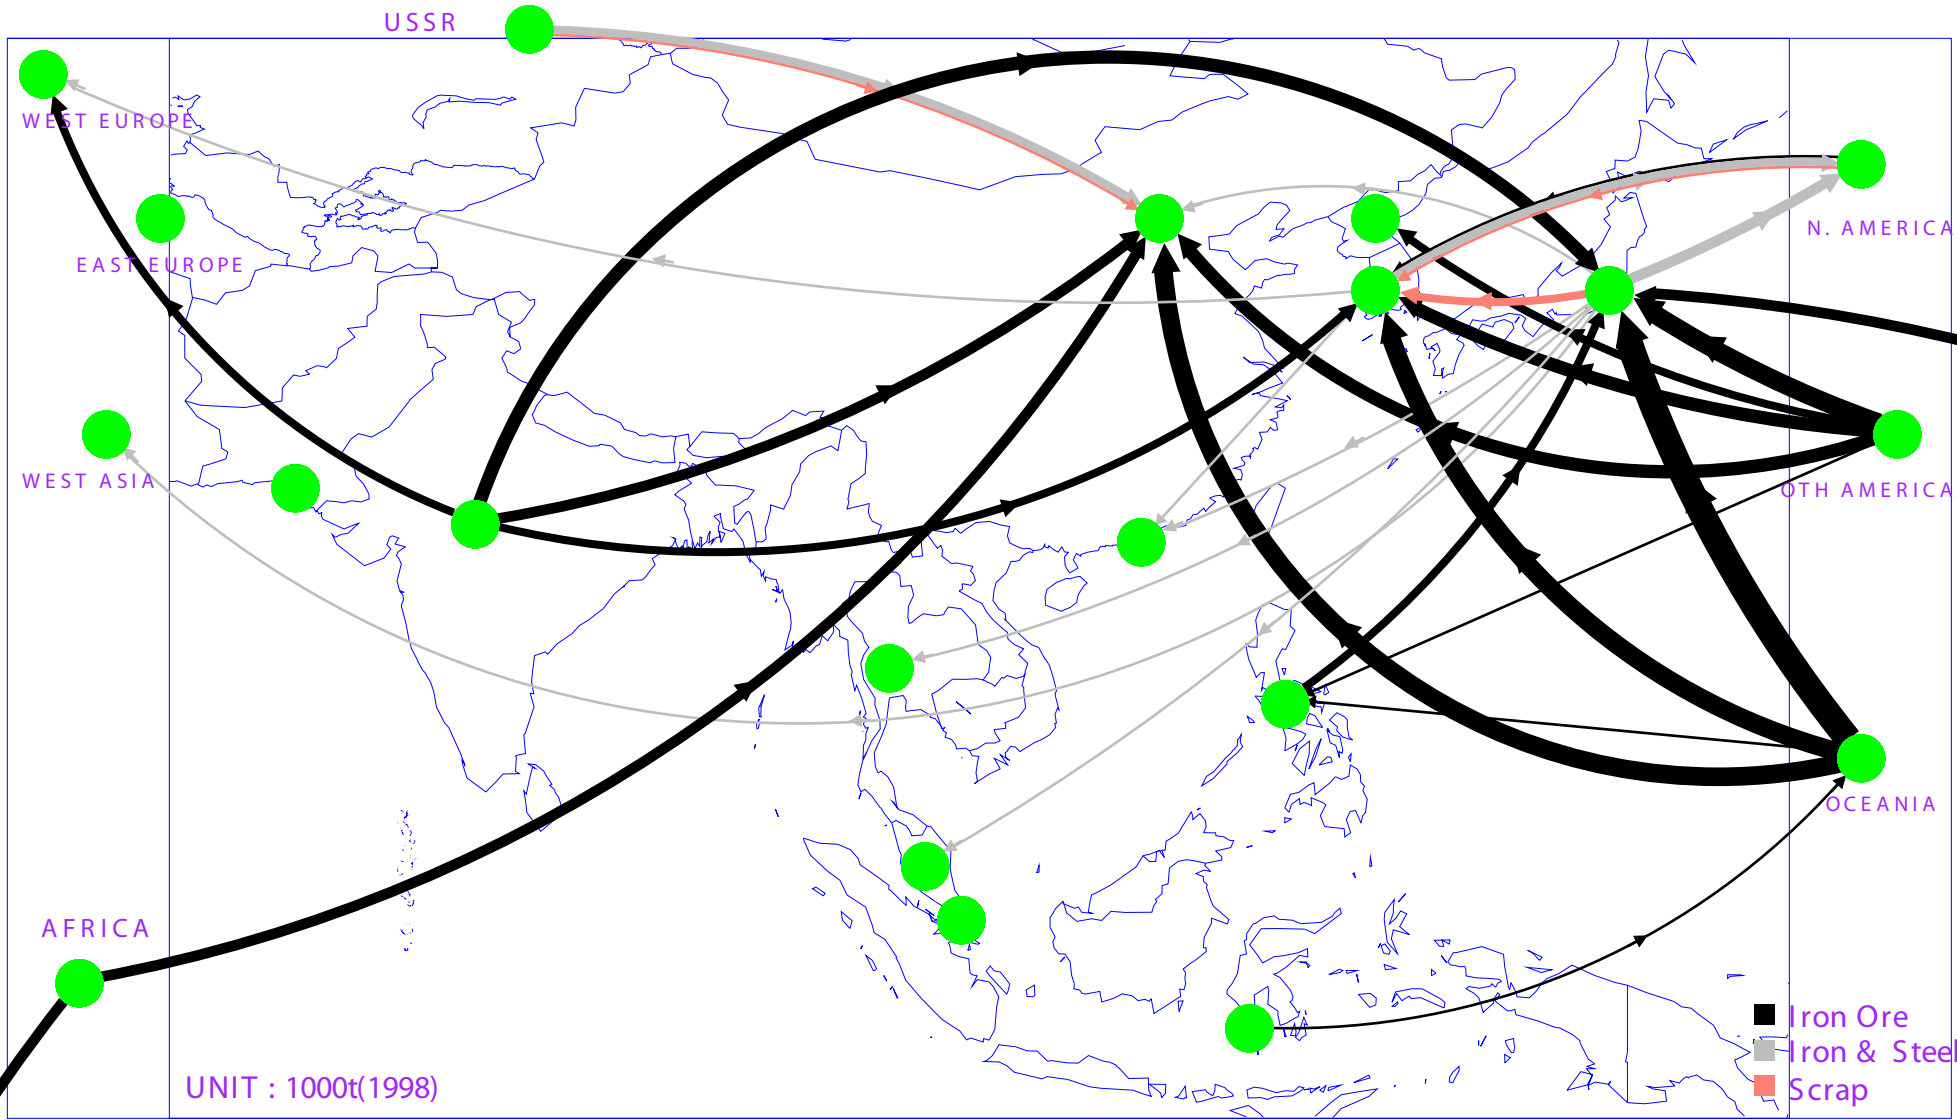 USSR
WEST EUROPE
EAST EUROPE
N. AMERICA
WEST ASIA
OTH AMERICA
OCEANIA
AFRICA
Iron Ore
Iron & Steel
Scrap
UNIT : 1000t(1998)